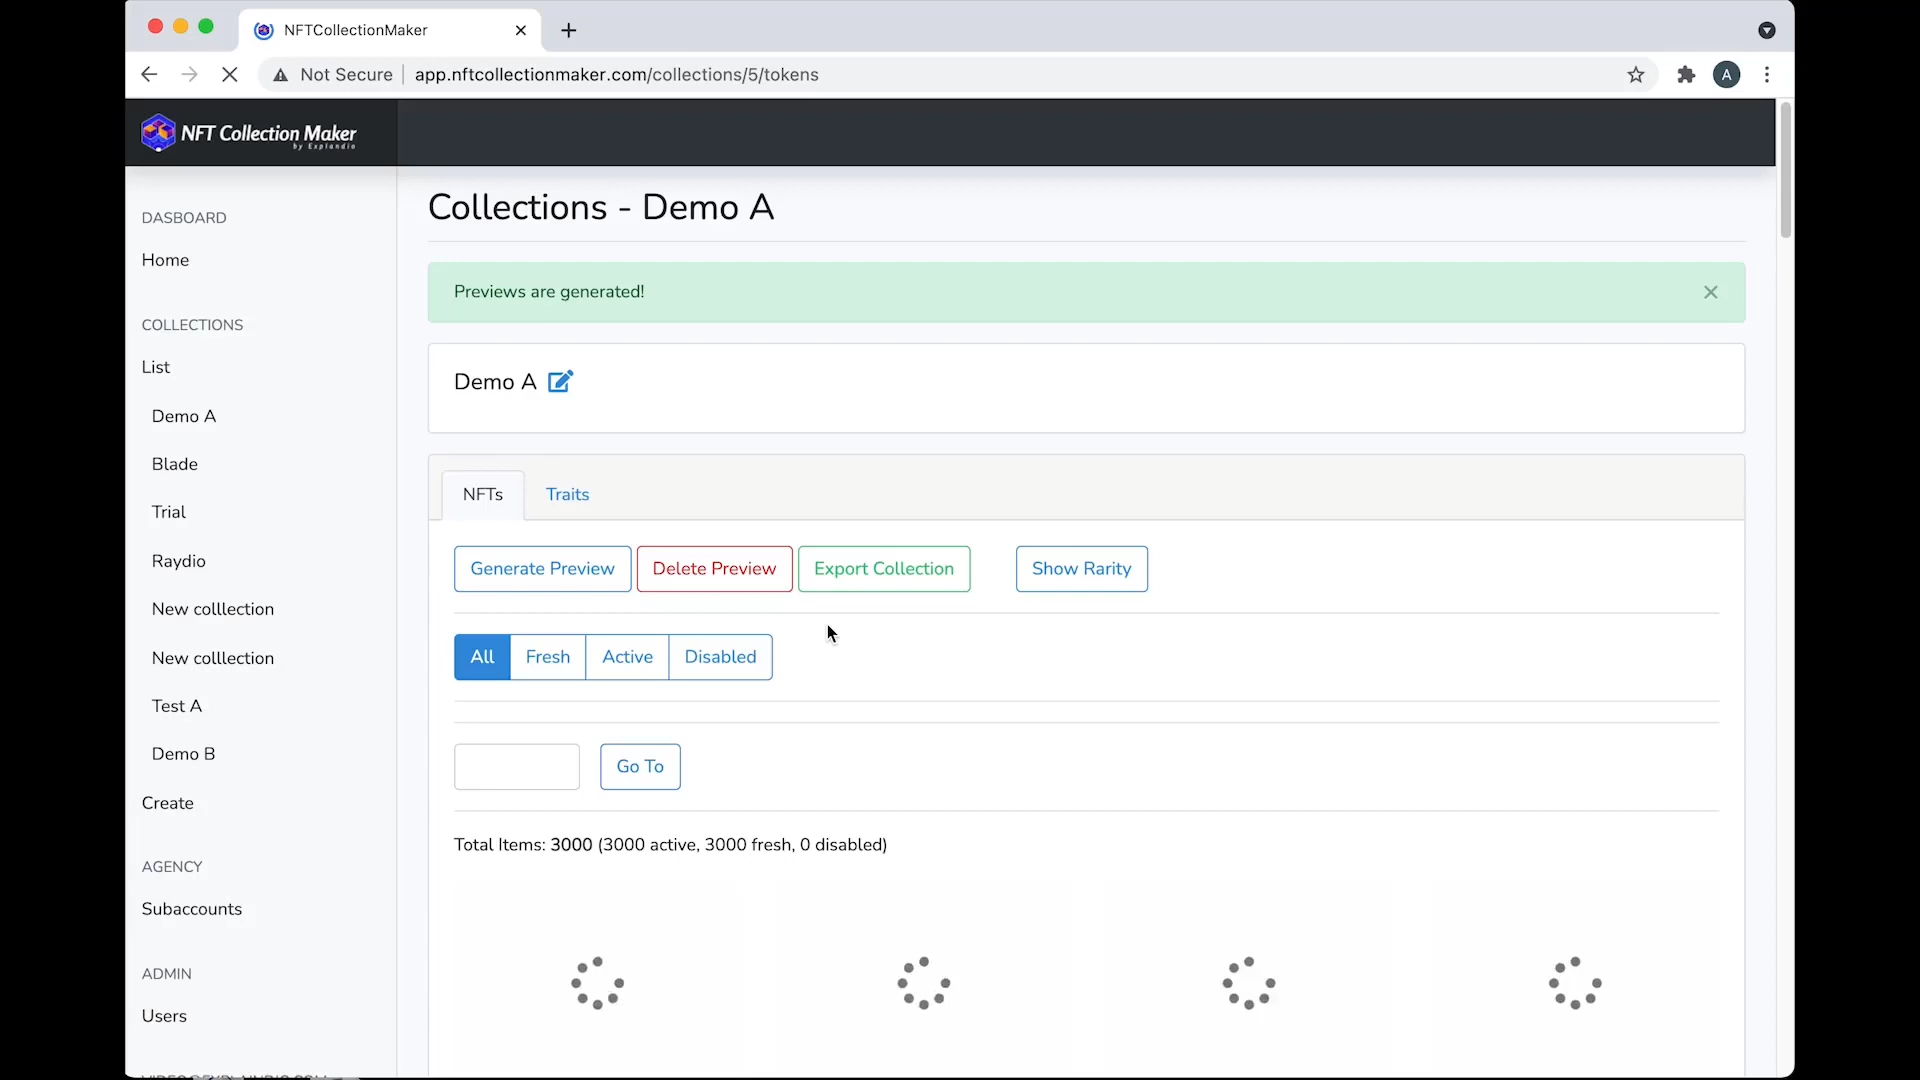 NFTCollectionMaker
Not Secure
app.nftcollectionmaker.com/collections/5/tokens
A
NFT Collection Maker
by Explandio
DASBOARD
Home
COLLECTIONS
List
Demo A
Blade
Trial
Raydio
New colllection
New colllection
Test A
Demo B
Create
AGENCY
Subaccounts
ADMIN
Users
Collections - Demo A
Previews are generated!
Demo A
NFTs Traits
Generate Preview Delete Preview Export Collection Show Rarity
All Fresh Active Disabled
Go To
Total Items: 3000 (3000 active, 3000 fresh, 0 disabled)